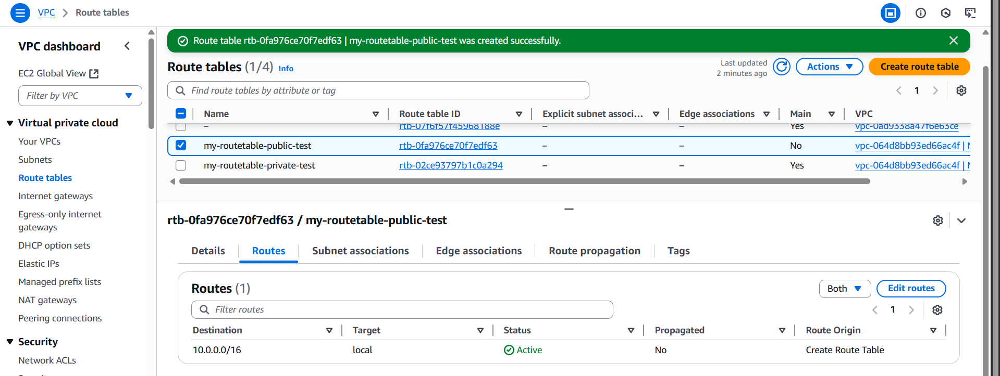 VPC > Route tables
VPC dashboard
EC2 Global View
Filter by VPC
Virtual private cloud
Your VPCs
Subnets
Route tables
Internet gateways
Egress-only internet
gateways
DHCP option sets
Elastic IPs
Managed prefix lists
NAT gateways
Peering connections
Security
Network ACLs
Route table rtb-0fa976ce70f7edf63 | my-routetable-public-test was created successfully.
Route tables (1/4) Info
Last updated
2 minutes ago
Actions
Create route table
Find route tables by attribute or tag
1
Name Route table ID Explicit subnet associ... Edge associations Main VPC
– rtb-07f6f57f45968188e – – Yes vpc-0ad9338a47f6e63ce
my-routetable-public-test rtb-0fa976ce70f7edf63 – – No vpc-064d8bb93ed66ac4f |
my-routetable-private-test rtb-02ce93797b1c0a294 – – Yes vpc-064d8bb93ed66ac4f |
rtb-0fa976ce70f7edf63 / my-routetable-public-test
Details Routes Subnet associations Edge associations Route propagation Tags
Routes (1)
Both
Edit routes
Filter routes
1
Destination Target Status Propagated Route Origin
10.0.0.0/16 local Active No Create Route Table